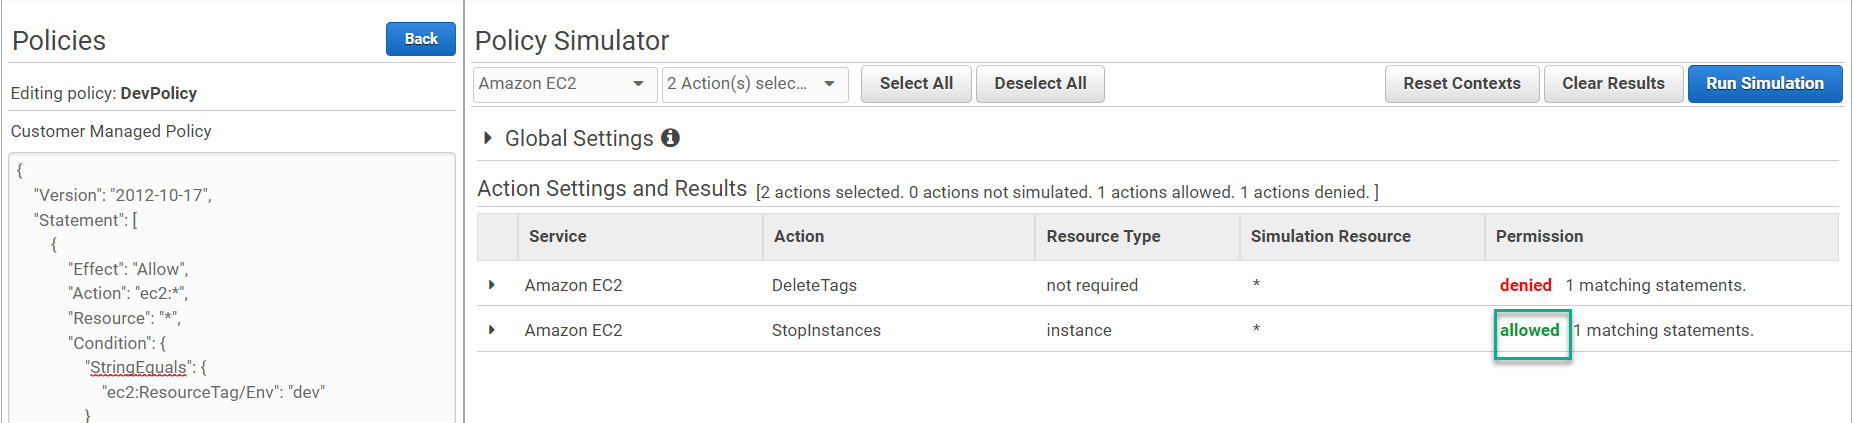 Policies
Back
Editing policy: DevPolicy
Customer Managed Policy
{
"Version": "2012-10-17",
"Statement": [
{
"Effect": "Allow",
"Action": "ec2:*",
"Resource": "*",
"Condition": {
"StringEquals": {
"ec2:ResourceTag/Env": "dev"
}
Policy Simulator
Amazon EC2
2 Action(s) selec...
Select All
Deselect All
Reset Contexts
Clear Results
Run Simulation
Global Settings
Action Settings and Results [2 actions selected. 0 actions not simulated. 1 actions allowed. 1 actions denied. ]
Service Action Resource Type Simulation Resource Permission
Amazon EC2 DeleteTags not required * denied 1 matching statements.
Amazon EC2 StopInstances instance * allowed 1 matching statements.